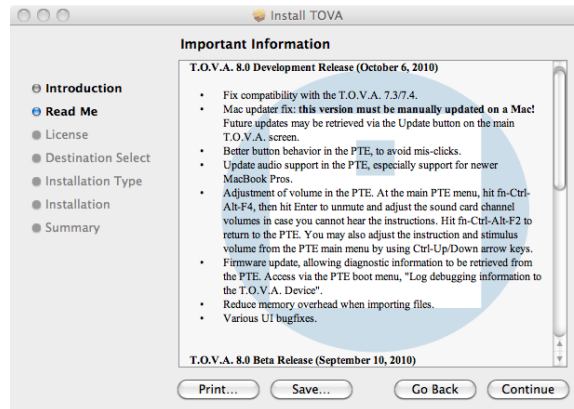 Install TOVA
Important Information
Introduction
Read Me
License
Destination Select
Installation Type
Installation
Summary
T.O.V.A. 8.0 Development Release (October 6, 2010)
• Fix compatibility with the T.O.V.A. 7.3/7.4.
• Mac updater fix: this version must be manually updated on a Mac!
Future updates may be retrieved via the Update button on the main
T.O.V.A. screen.
• Better button behavior in the PTE, to avoid mis-clicks.
• Update audio support in the PTE, especially support for newer
MacBook Pros.
• Adjustment of volume in the PTE. At the main PTE menu, hit fn-Ctrl-
Alt-F4, then hit Enter to unmute and adjust the sound card channel
volumes in case you cannot hear the instructions. Hit fn-Ctrl-Alt-F2 to
return to the PTE. You may also adjust the instruction and stimulus
volume from the PTE main menu by using Ctrl-Up/Down arrow keys.
• Firmware update, allowing diagnostic information to be retrieved from
the PTE. Access via the PTE boot menu, "Log debugging information to
the T.O.V.A. Device".
• Reduce memory overhead when importing files.
• Various UI bugfixes.
T.O.V.A. 8.0 Beta Release (September 10, 2010)
Print...
Save...
Go Back
Continue